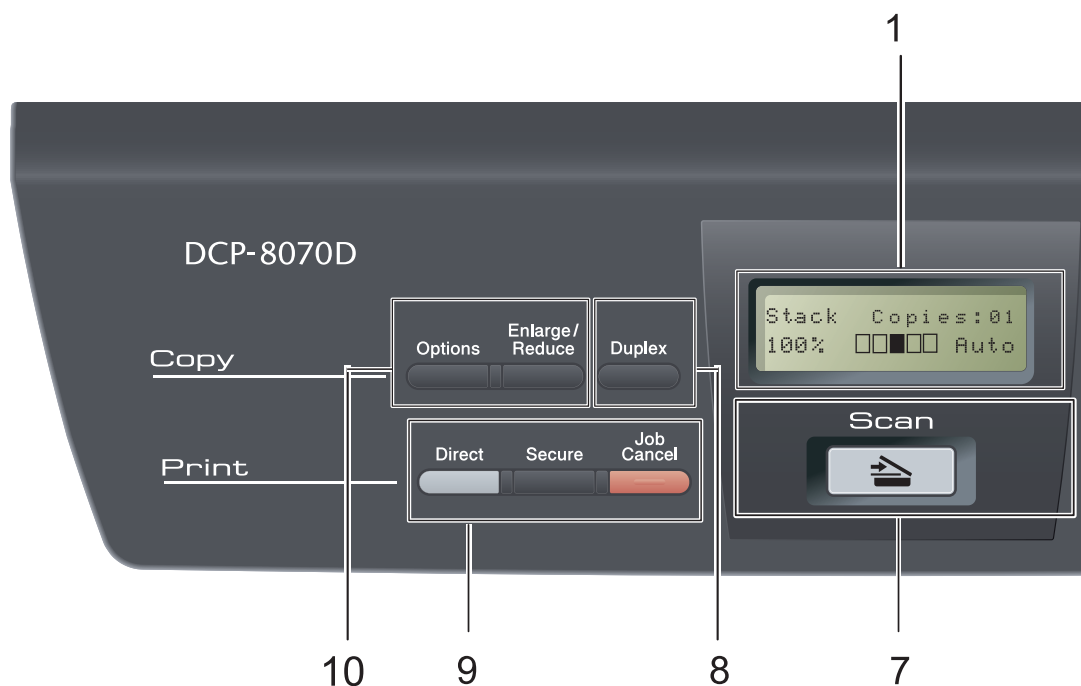 1
DCP-8070D
Stack Copies:01
100% Auto
Copy
Options
Enlarge/
Reduce
Duplex
Scan
Print
Direct
Secure
Job
Cancel
10
9
8
7